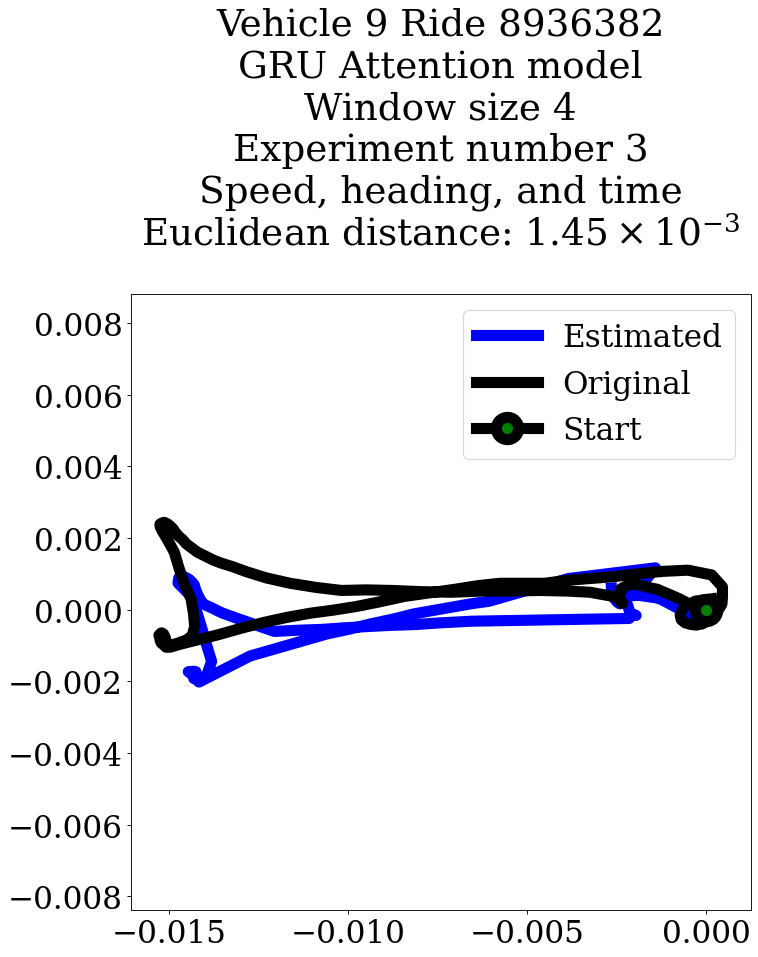 Vehicle 9 Ride 8936382
GRU Attention model
Window size 4
Experiment number 3
Speed, heading, and time
Euclidean distance: 1.45 × 10⁻³
Estimated
Original
Start
0.008
0.006
0.004
0.002
0.000
−0.002
−0.004
−0.006
−0.008
−0.015
−0.010
−0.005
0.000